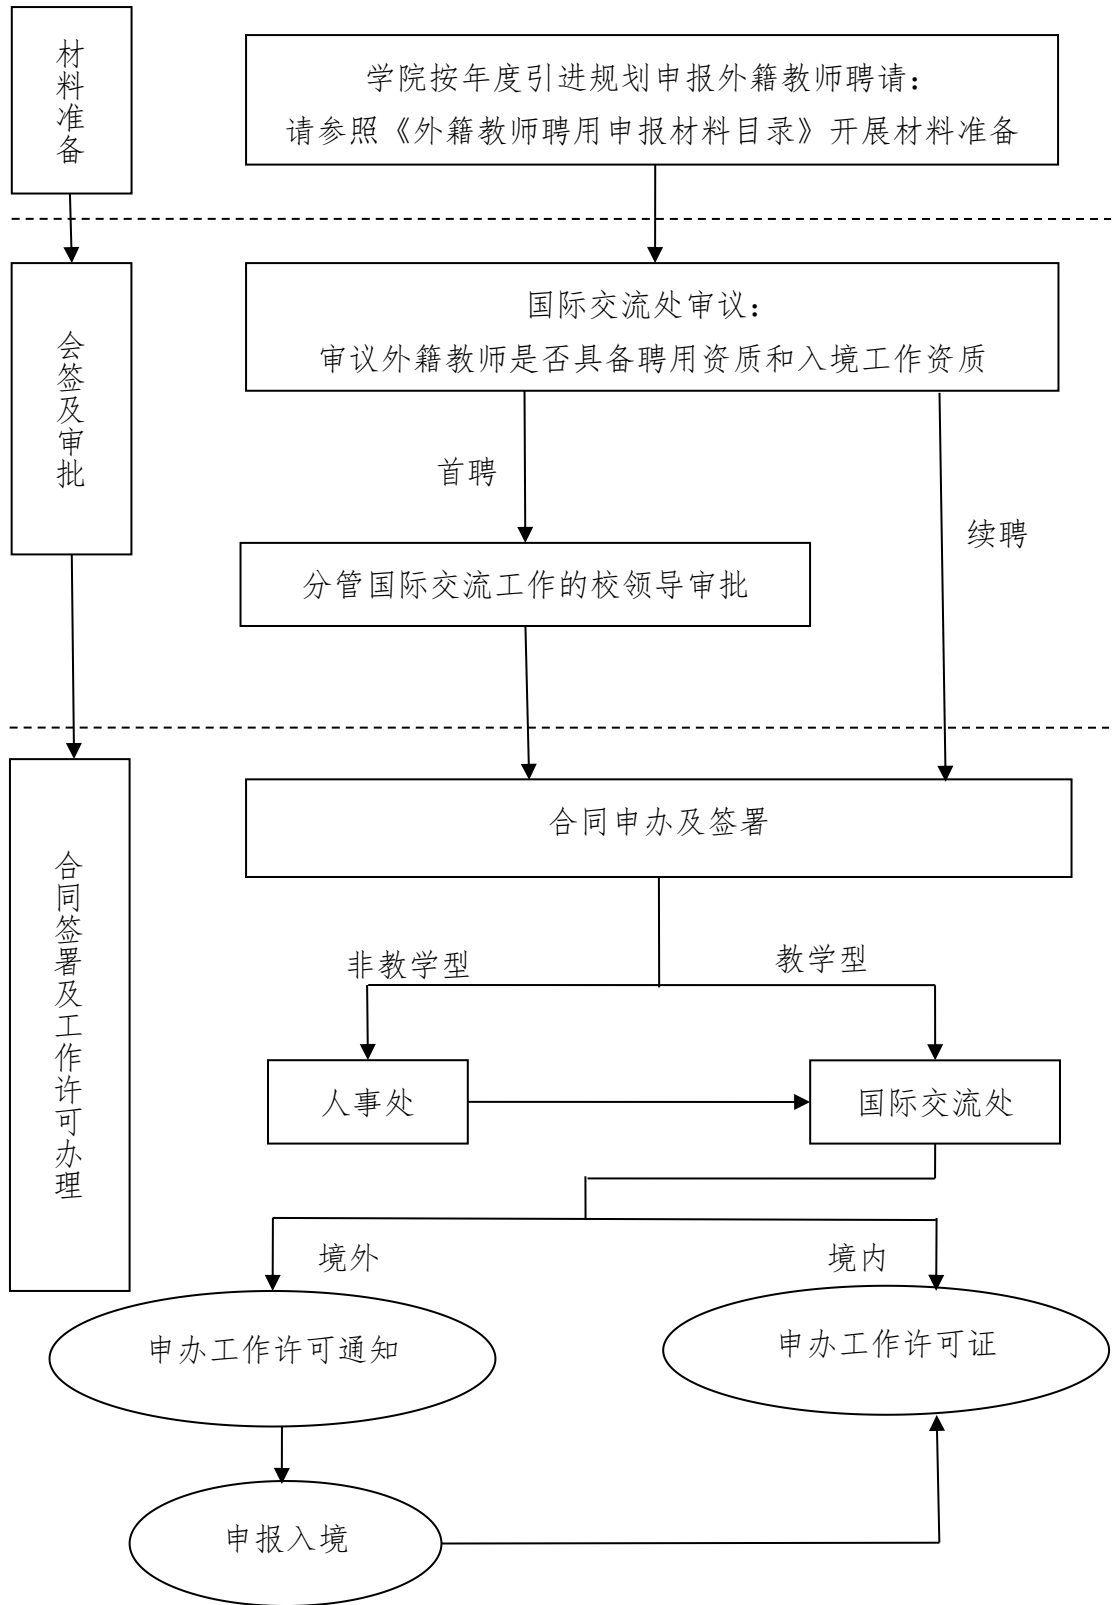 材料准备
学院按年度引进规划申报外籍教师聘请：
请参照《外籍教师聘用申报材料目录》开展材料准备
会签及审批
国际交流处审议：
审议外籍教师是否具备聘用资质和入境工作资质
首聘
续聘
分管国际交流工作的校领导审批
合同签署及工作许可办理
合同申办及签署
非教学型
教学型
人事处
国际交流处
境外
境内
申办工作许可通知
申办工作许可证
申报入境